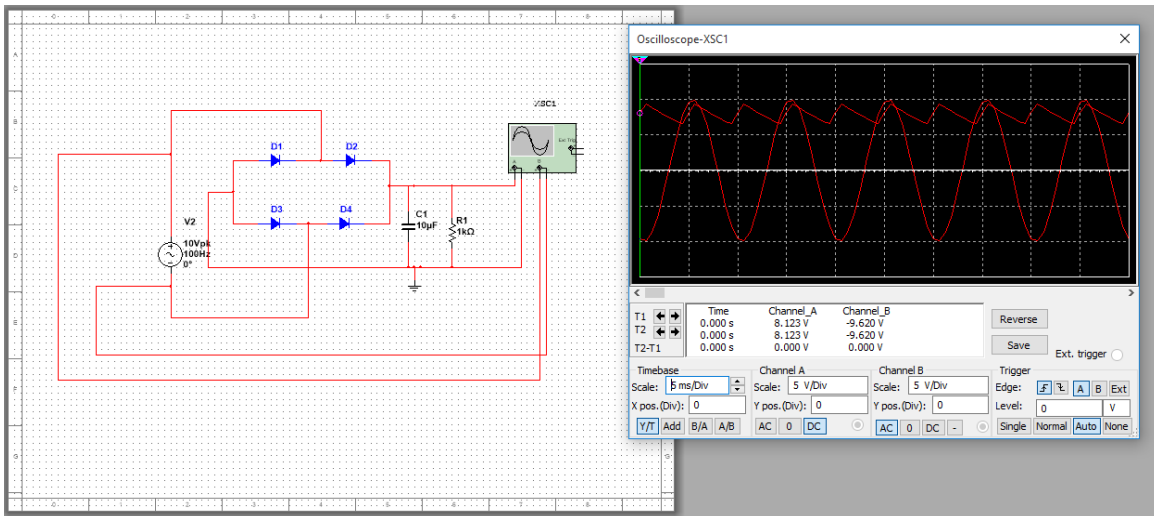 XSC1
Ext Trig
A
B
D1
D2
D3
D4
V2
10Vpk
100Hz
0°
C1
10µF
R1
1kΩ
Oscilloscope-XSC1
Time Channel_A Channel_B
T1 0.000 s 8.123 V -9.620 V
T2 0.000 s 8.123 V -9.620 V
T2-T1 0.000 s 0.000 V 0.000 V
Reverse
Save
Ext. trigger
Timebase
Scale: 5 ms/Div
X pos.(Div): 0
Y/T Add B/A A/B
Channel A
Scale: 5 V/Div
Y pos.(Div): 0
AC 0 DC
Channel B
Scale: 5 V/Div
Y pos.(Div): 0
AC 0 DC -
Trigger
Edge: A B Ext
Level: 0 V
Single Normal Auto None